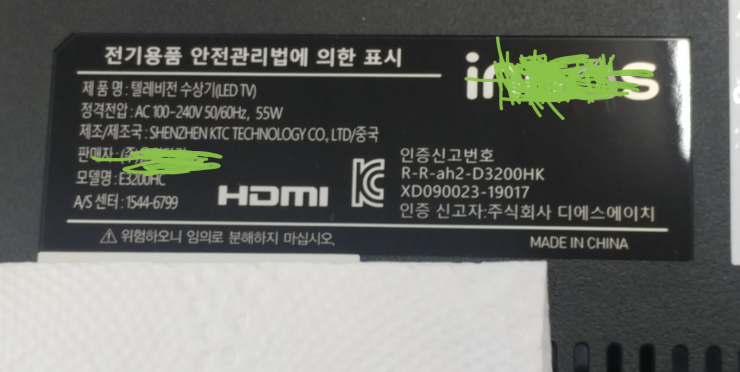 전기용품 안전관리법에 의한 표시
제 품 명 : 텔레비전 수상기(LED TV)
정격전압 : AC 100-240V 50/60Hz, 55W
제조/제조국 : SHENZHEN KTC TECHNOLOGY CO., LTD/중국
판매자 : (주)
모델명 : E3200HC
A/S 센터 : 1544-6799
HDMI
인증신고번호
R-R-ah2-D3200HK
XD090023-19017
인증 신고자:주식회사 디에스에이치
⚠ 위험하오니 임의로 분해하지 마십시오.
MADE IN CHINA